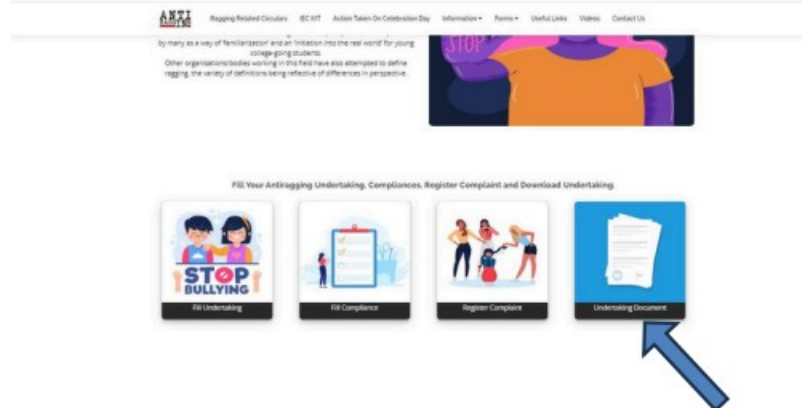 ANTI
RAGGING
Ragging Related Circulars IEC KIT Action Taken On Celebration Day Information Forms Useful Links Videos Contact Us
by many as a way of 'familiarization' and an 'initiation into the real world' for young
college-going students.
Other organisations/bodies working in this field have also attempted to define
ragging, the variety of definitions being reflective of differences in perspective.
STOP
Fill Your Antiragging Undertaking, Compliances, Register Complaint and Download Undertaking.
STOP
BULLYING
Fill Undertaking
Fill Compliance
Register Complaint
Undertaking Document